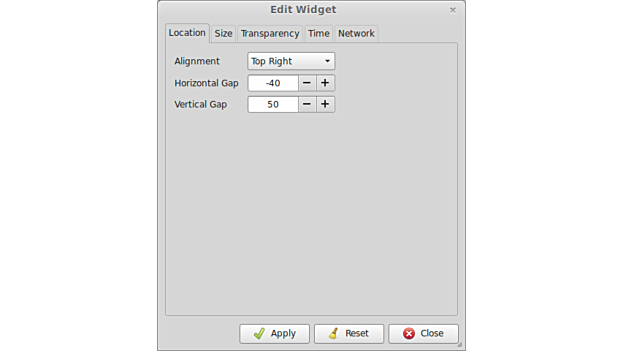 Edit Widget
Location Size Transparency Time Network
Alignment Top Right
Horizontal Gap -40
Vertical Gap 50
Apply Reset Close